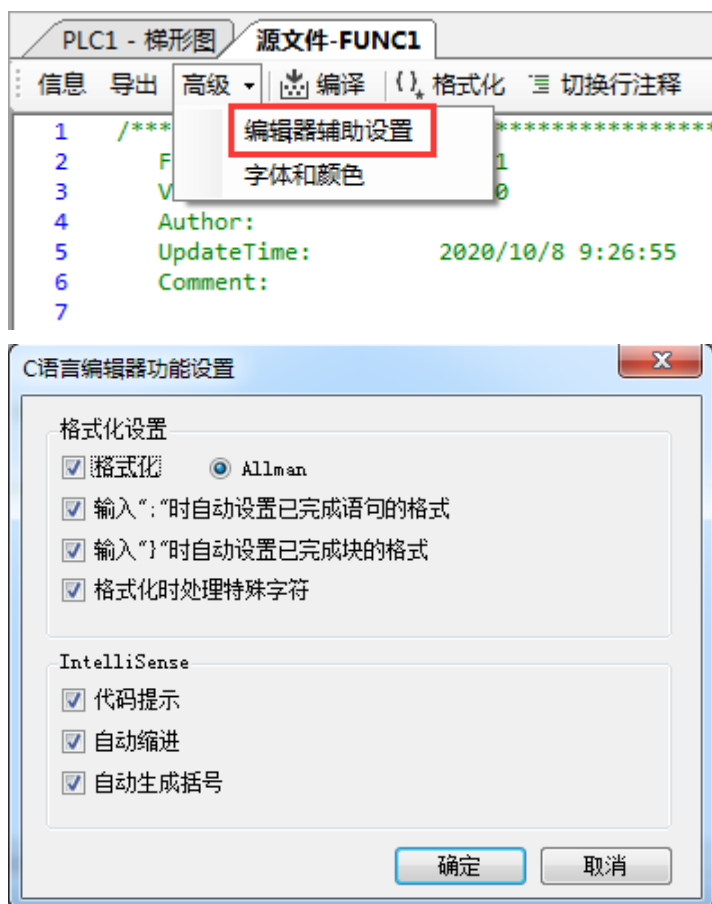 PLC1 - 梯形图 源文件-FUNC1
信息 导出 高级 编译 {} 格式化 切换行注释
1 /*** ******************
2 F 1
3 V 0
4 Author:
5 UpdateTime: 2020/10/8 9:26:55
6 Comment:
7
编辑器辅助设置
字体和颜色
C语言编辑器功能设置
格式化设置
格式化 Allman
输入“;”时自动设置已完成语句的格式
输入“}”时自动设置已完成块的格式
格式化时处理特殊字符
IntelliSense
代码提示
自动缩进
自动生成括号
确定 取消